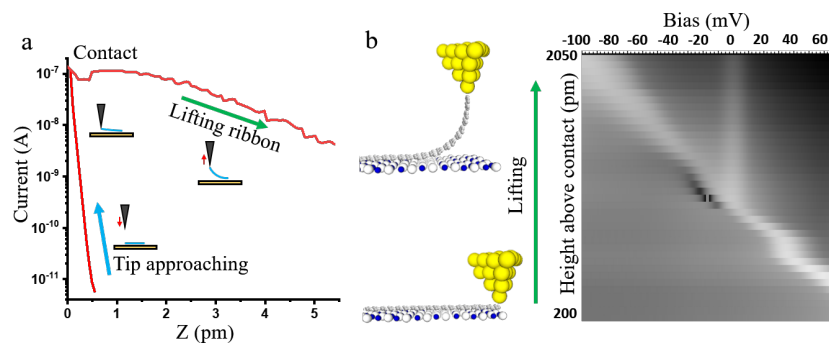 a
Contact
10⁻⁷
10⁻⁸
10⁻⁹
10⁻¹⁰
10⁻¹¹
Current (A)
Lifting ribbon
Tip approaching
0 1 2 3 4 5
Z (pm)
b
Lifting
Bias (mV)
-100 -80 -60 -40 -20 0 20 40 60
2050
Height above contact (pm)
200